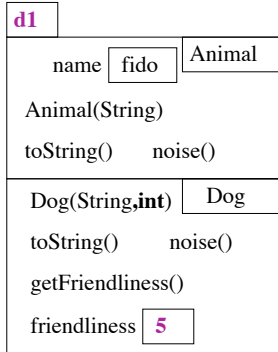 d1
name fido Animal
Animal(String)
toString() noise()
Dog(String,int) Dog
toString() noise()
getFriendliness()
friendliness 5